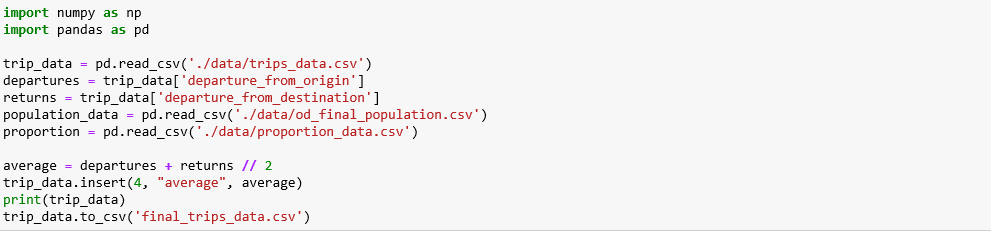 import numpy as np
import pandas as pd
trip_data = pd.read_csv('./data/trips_data.csv')
departures = trip_data['departure_from_origin']
returns = trip_data['departure_from_destination']
population_data = pd.read_csv('./data/od_final_population.csv')
proportion = pd.read_csv('./data/proportion_data.csv')
average = departures + returns // 2
trip_data.insert(4, "average", average)
print(trip_data)
trip_data.to_csv('final_trips_data.csv')